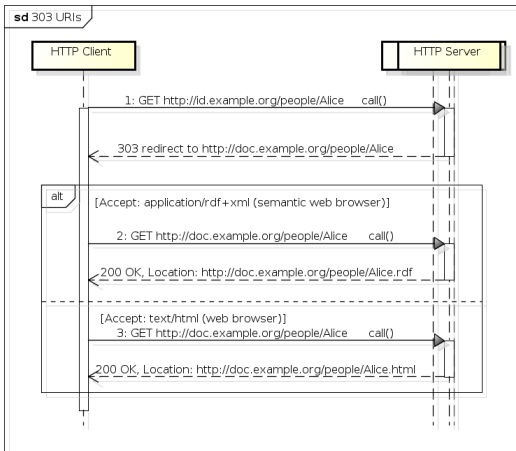 sd 303 URIs
HTTP Client
HTTP Server
1: GET http://id.example.org/people/Alice call()
303 redirect to http://doc.example.org/people/Alice
alt
[Accept: application/rdf+xml (semantic web browser)]
2: GET http://doc.example.org/people/Alice call()
200 OK, Location: http://doc.example.org/people/Alice.rdf
[Accept: text/html (web browser)]
3: GET http://doc.example.org/people/Alice call()
200 OK, Location: http://doc.example.org/people/Alice.html